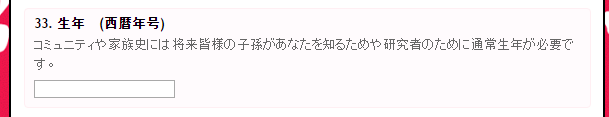 33. 生年　(西暦年号)
コミュニティや家族史には将来皆様の子孫があなたを知るためや研究者のために通常生年が必要で
す。